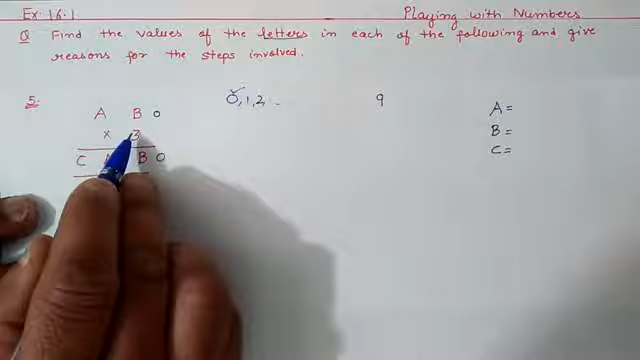 Ex 16.1 Playing with Numbers
Q Find the values of the letters in each of the following and give
reasons for the steps involved.
5. A B 0
× 3
C B 0
0, 1, 2 .. 9
A =
B =
C =